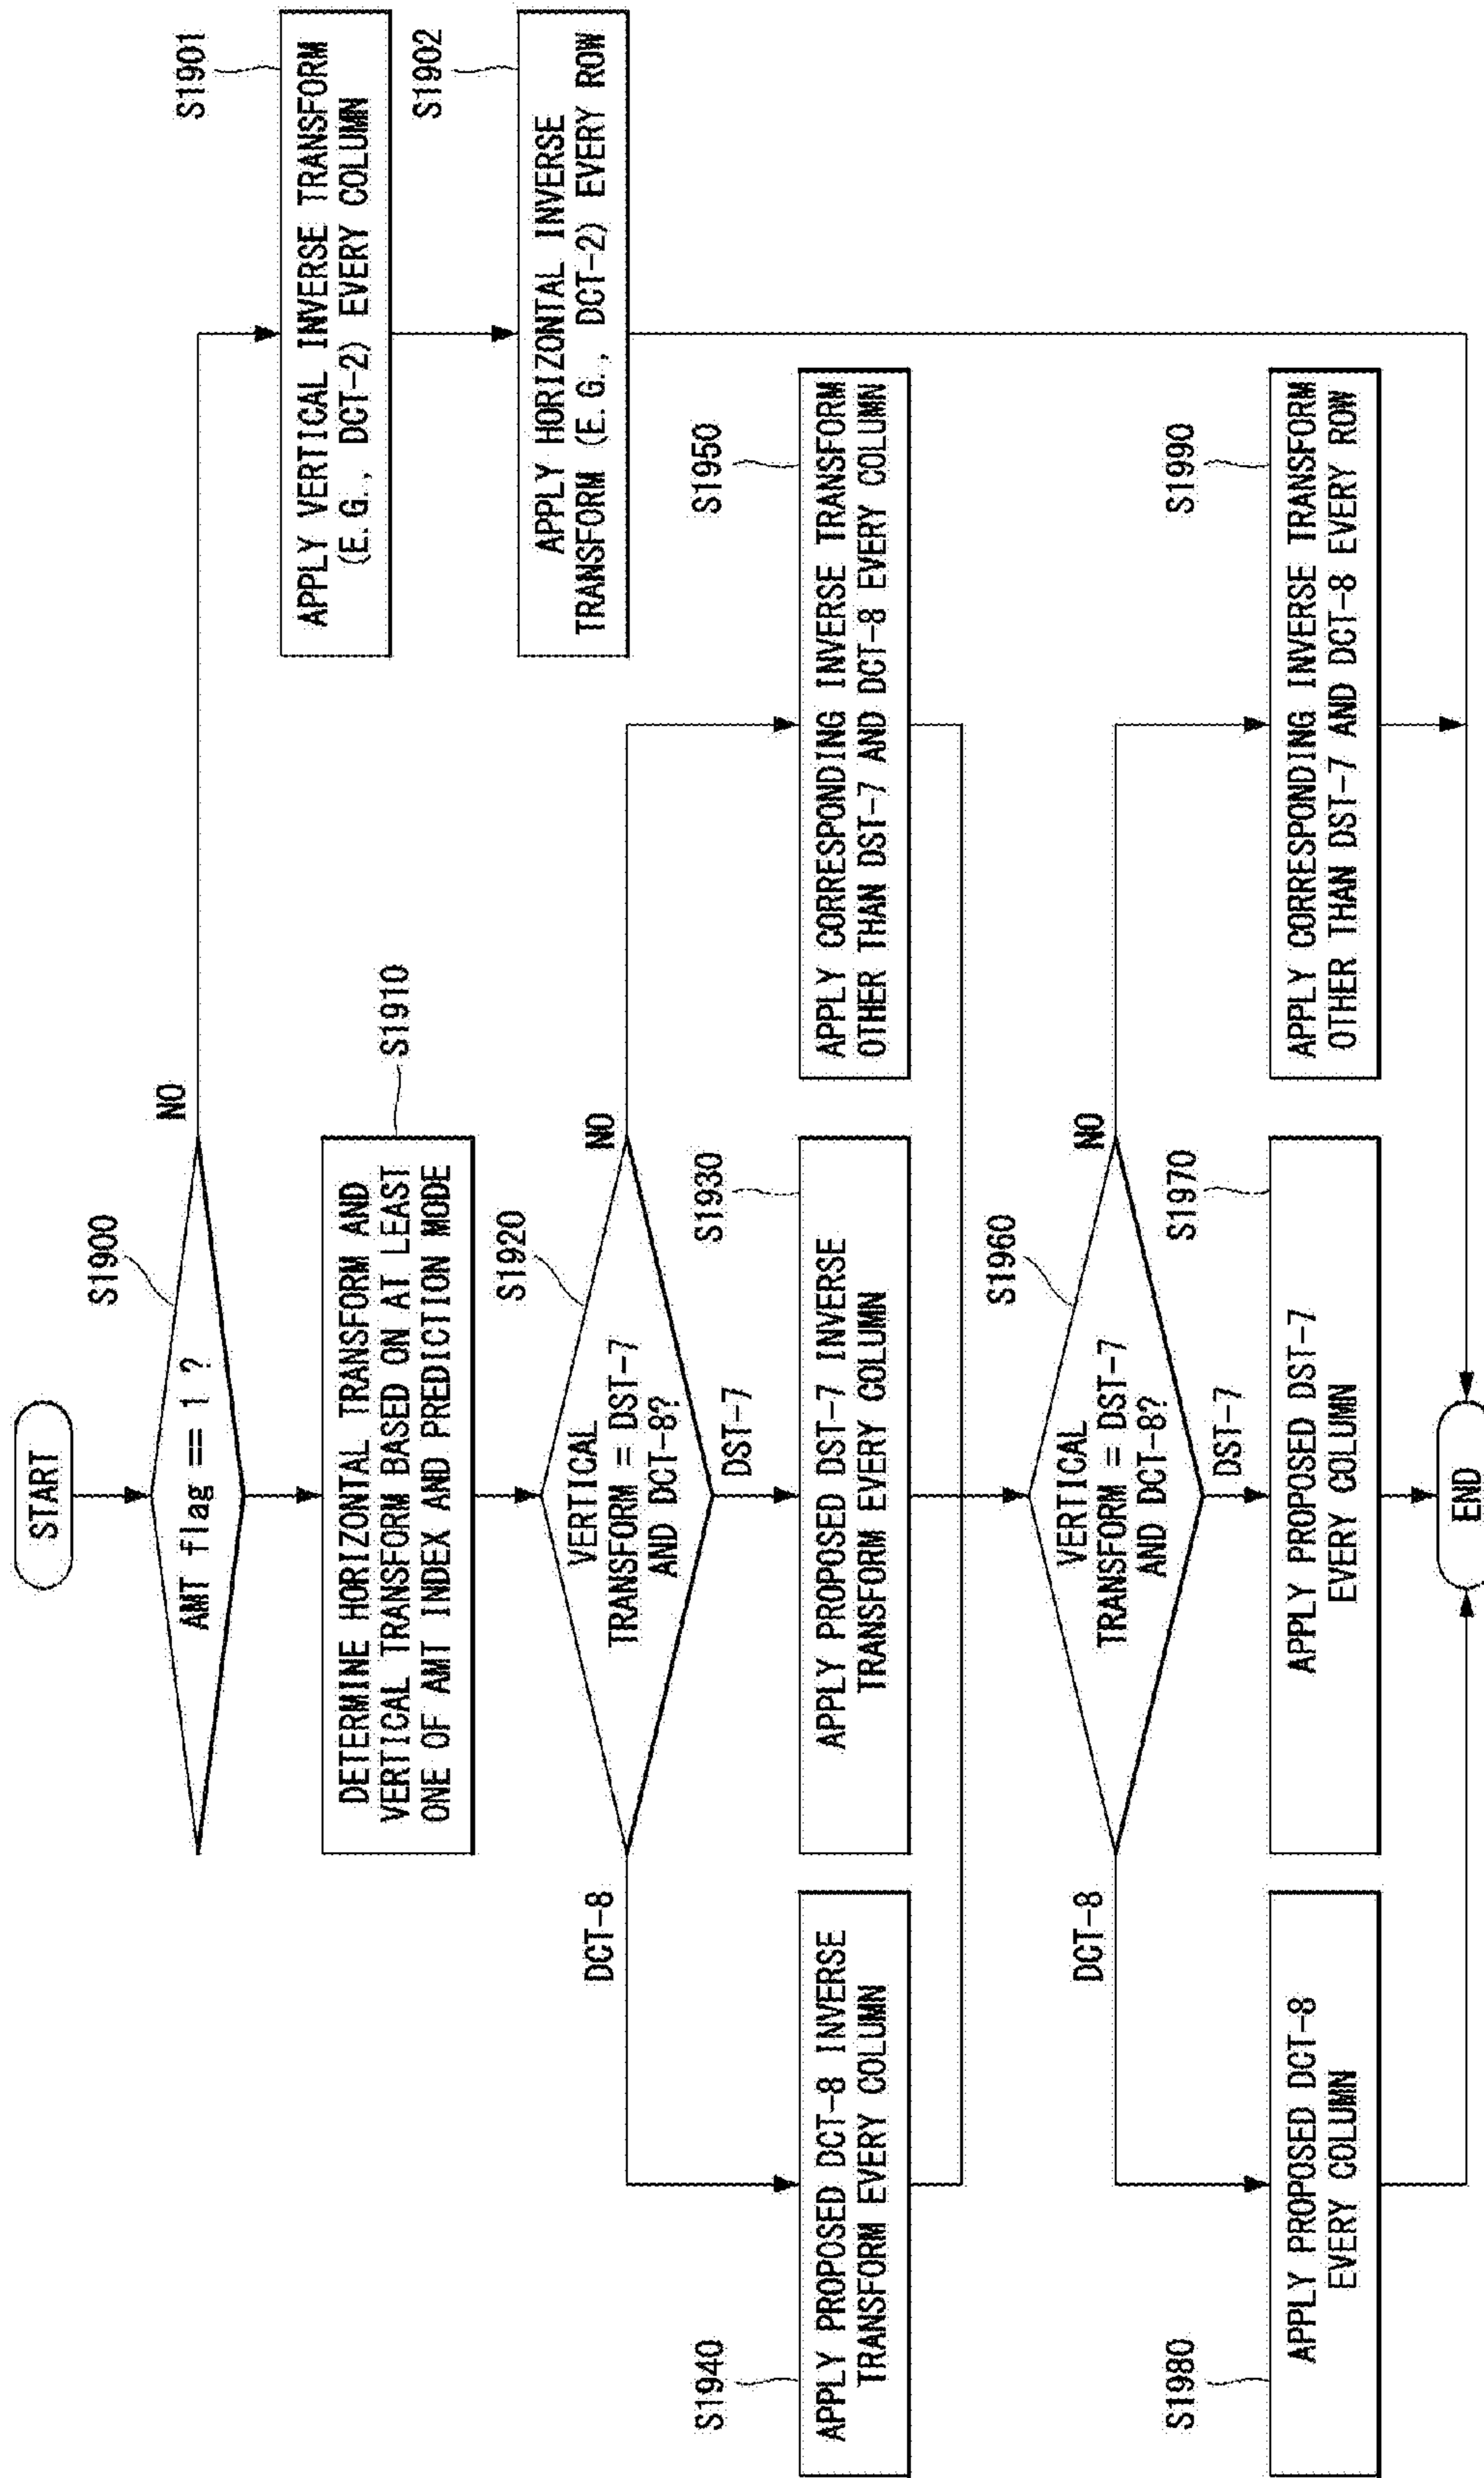 START
S1900
AMT flag == 1 ?
NO
S1901
APPLY VERTICAL INVERSE TRANSFORM
(E.G., DCT-2) EVERY COLUMN
S1902
APPLY HORIZONTAL INVERSE
TRANSFORM (E.G., DCT-2) EVERY ROW
S1910
DETERMINE HORIZONTAL TRANSFORM AND
VERTICAL TRANSFORM BASED ON AT LEAST
ONE OF AMT INDEX AND PREDICTION MODE
S1920
VERTICAL
TRANSFORM = DST-7
AND DCT-8?
DCT-8
DST-7
NO
S1940
APPLY PROPOSED DCT-8 INVERSE
TRANSFORM EVERY COLUMN
S1930
APPLY PROPOSED DST-7 INVERSE
TRANSFORM EVERY COLUMN
S1950
APPLY CORRESPONDING INVERSE TRANSFORM
OTHER THAN DST-7 AND DCT-8 EVERY COLUMN
S1960
VERTICAL
TRANSFORM = DST-7
AND DCT-8?
DCT-8
DST-7
NO
S1980
APPLY PROPOSED DCT-8
EVERY COLUMN
S1970
APPLY PROPOSED DST-7
EVERY COLUMN
S1990
APPLY CORRESPONDING INVERSE TRANSFORM
OTHER THAN DST-7 AND DCT-8 EVERY ROW
END